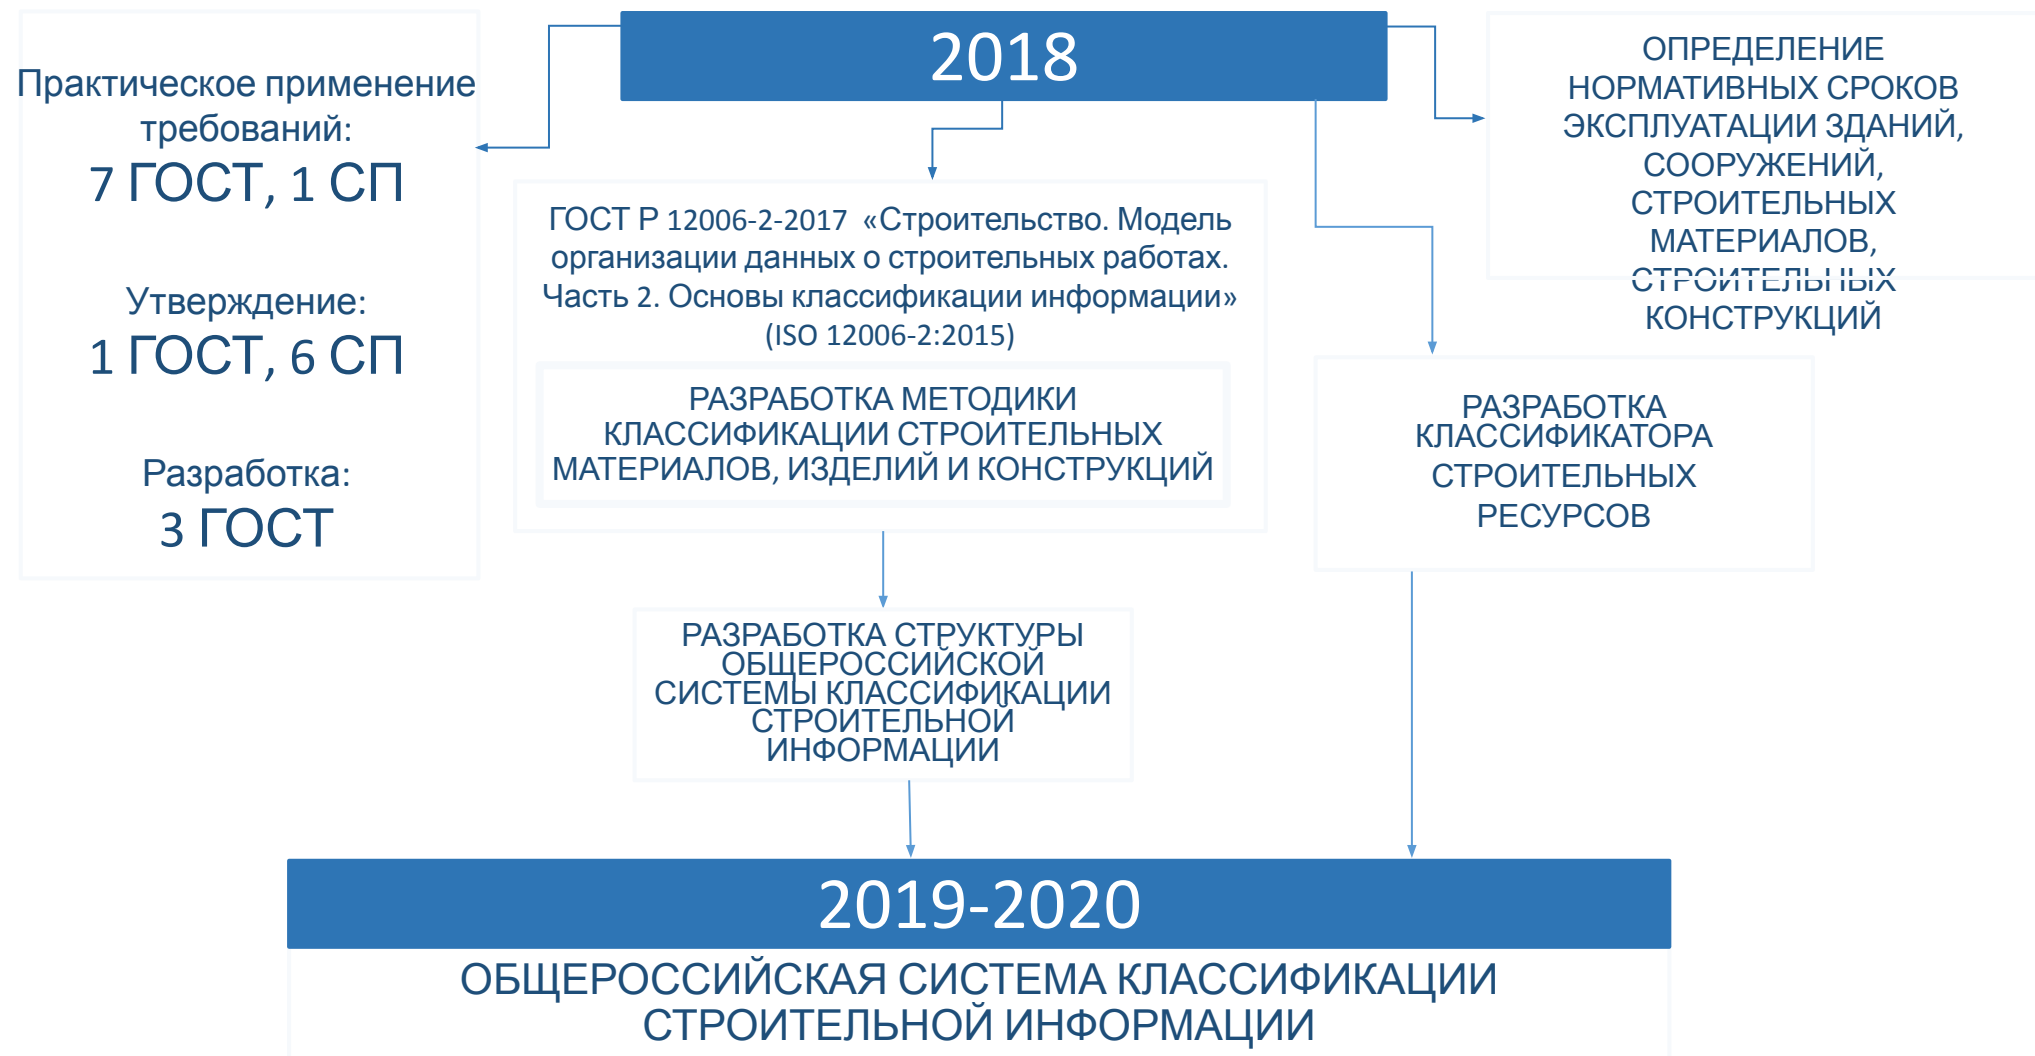 2018
Практическое применение
требований:
7 ГОСТ, 1 СП
Утверждение:
1 ГОСТ, 6 СП
Разработка:
3 ГОСТ
ГОСТ Р 12006-2-2017 «Строительство. Модель
организации данных о строительных работах.
Часть 2. Основы классификации информации»
(ISO 12006-2:2015)
РАЗРАБОТКА МЕТОДИКИ
КЛАССИФИКАЦИИ СТРОИТЕЛЬНЫХ
МАТЕРИАЛОВ, ИЗДЕЛИЙ И КОНСТРУКЦИЙ
ОПРЕДЕЛЕНИЕ
НОРМАТИВНЫХ СРОКОВ
ЭКСПЛУАТАЦИИ ЗДАНИЙ,
СООРУЖЕНИЙ,
СТРОИТЕЛЬНЫХ
МАТЕРИАЛОВ,
СТРОИТЕЛЬНЫХ
КОНСТРУКЦИЙ
РАЗРАБОТКА
КЛАССИФИКАТОРА
СТРОИТЕЛЬНЫХ
РЕСУРСОВ
РАЗРАБОТКА СТРУКТУРЫ
ОБЩЕРОССИЙСКОЙ
СИСТЕМЫ КЛАССИФИКАЦИИ
СТРОИТЕЛЬНОЙ
ИНФОРМАЦИИ
2019-2020
ОБЩЕРОССИЙСКАЯ СИСТЕМА КЛАССИФИКАЦИИ
СТРОИТЕЛЬНОЙ ИНФОРМАЦИИ